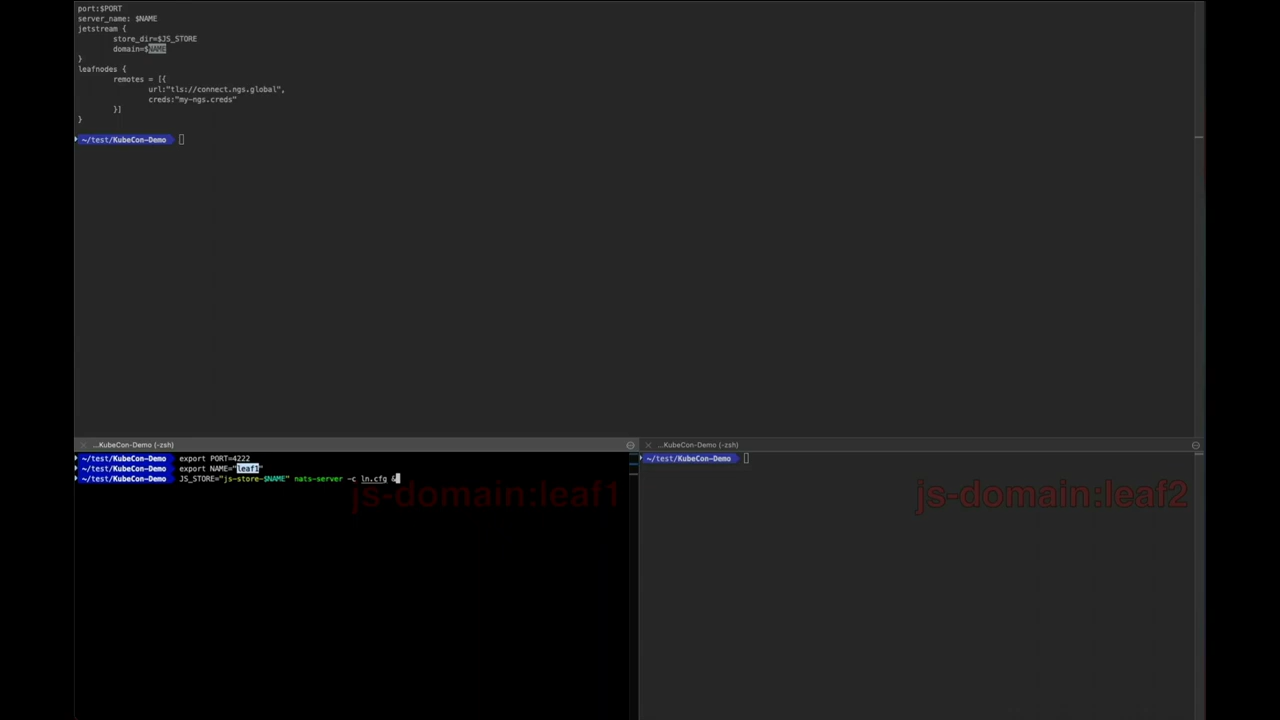 port:$PORT
server_name: $NAME
jetstream {
store_dir=$JS_STORE
domain=$NAME
}
leafnodes {
remotes = [{
url:"tls://connect.ngs.global",
creds:"my-ngs.creds"
}]
}
~/test/KubeCon-Demo
...KubeCon-Demo (-zsh)
~/test/KubeCon-Demo export PORT=4222
~/test/KubeCon-Demo export NAME="leaf1"
~/test/KubeCon-Demo JS_STORE="js-store-$NAME" nats-server -c ln.cfg &
js-domain:leaf1
...KubeCon-Demo (-zsh)
~/test/KubeCon-Demo
js-domain:leaf2